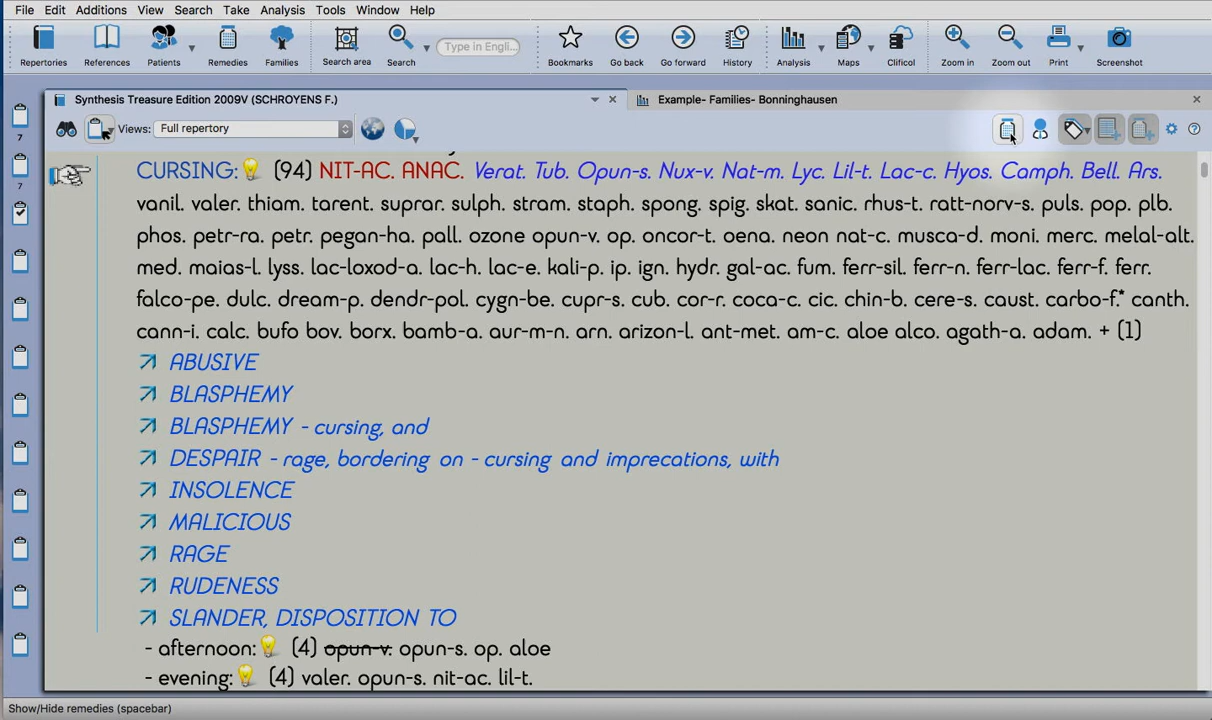 File Edit Additions View Search Take Analysis Tools Window Help
Repertories References Patients Remedies Families Search area Search Type in Engli... Bookmarks Go back Go forward History Analysis Maps Clificol Zoom in Zoom out Print Screenshot
Synthesis Treasure Edition 2009V (SCHROYENS F.) Example- Families- Bonninghausen
Views: Full repertory
7
7
CURSING: (94) NIT-AC. ANAC. Verat. Tub. Opun-s. Nux-v. Nat-m. Lyc. Lil-t. Lac-c. Hyos. Camph. Bell. Ars.
vanil. valer. thiam. tarent. suprar. sulph. stram. staph. spong. spig. skat. sanic. rhus-t. ratt-norv-s. puls. pop. plb.
phos. petr-ra. petr. pegan-ha. pall. ozone opun-v. op. oncor-t. oena. neon nat-c. musca-d. moni. merc. melal-alt.
med. maias-l. lyss. lac-loxod-a. lac-h. lac-e. kali-p. ip. ign. hydr. gal-ac. fum. ferr-sil. ferr-n. ferr-lac. ferr-f. ferr.
falco-pe. dulc. dream-p. dendr-pol. cygn-be. cupr-s. cub. cor-r. coca-c. cic. chin-b. cere-s. caust. carbo-f.* canth.
cann-i. calc. bufo bov. borx. bamb-a. aur-m-n. arn. arizon-l. ant-met. am-c. aloe alco. agath-a. adam. + (1)
ABUSIVE
BLASPHEMY
BLASPHEMY - cursing, and
DESPAIR - rage, bordering on - cursing and imprecations, with
INSOLENCE
MALICIOUS
RAGE
RUDENESS
SLANDER, DISPOSITION TO
- afternoon: (4) opun-v. opun-s. op. aloe
- evening: (4) valer. opun-s. nit-ac. lil-t.
Show/Hide remedies (spacebar)